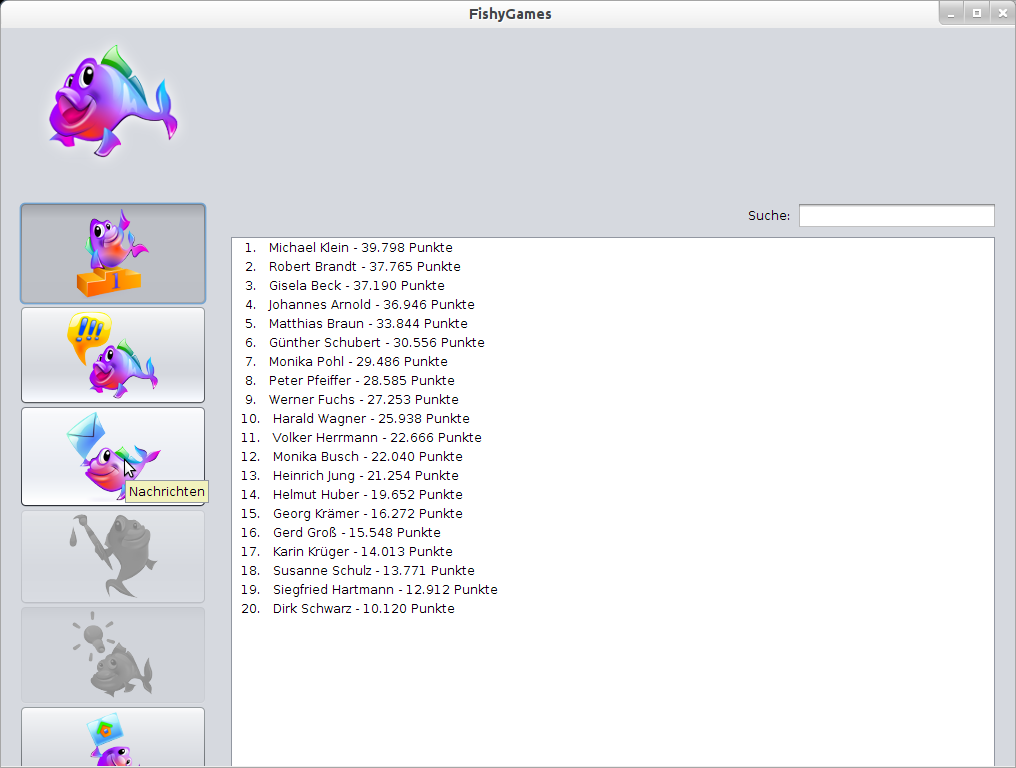 FishyGames
Suche:
1. Michael Klein - 39.798 Punkte
2. Robert Brandt - 37.765 Punkte
3. Gisela Beck - 37.190 Punkte
4. Johannes Arnold - 36.946 Punkte
5. Matthias Braun - 33.844 Punkte
6. Günther Schubert - 30.556 Punkte
7. Monika Pohl - 29.486 Punkte
8. Peter Pfeiffer - 28.585 Punkte
9. Werner Fuchs - 27.253 Punkte
10. Harald Wagner - 25.938 Punkte
11. Volker Herrmann - 22.666 Punkte
12. Monika Busch - 22.040 Punkte
13. Heinrich Jung - 21.254 Punkte
14. Helmut Huber - 19.652 Punkte
15. Georg Krämer - 16.272 Punkte
16. Gerd Groß - 15.548 Punkte
17. Karin Krüger - 14.013 Punkte
18. Susanne Schulz - 13.771 Punkte
19. Siegfried Hartmann - 12.912 Punkte
20. Dirk Schwarz - 10.120 Punkte
1
!!!
Nachrichten